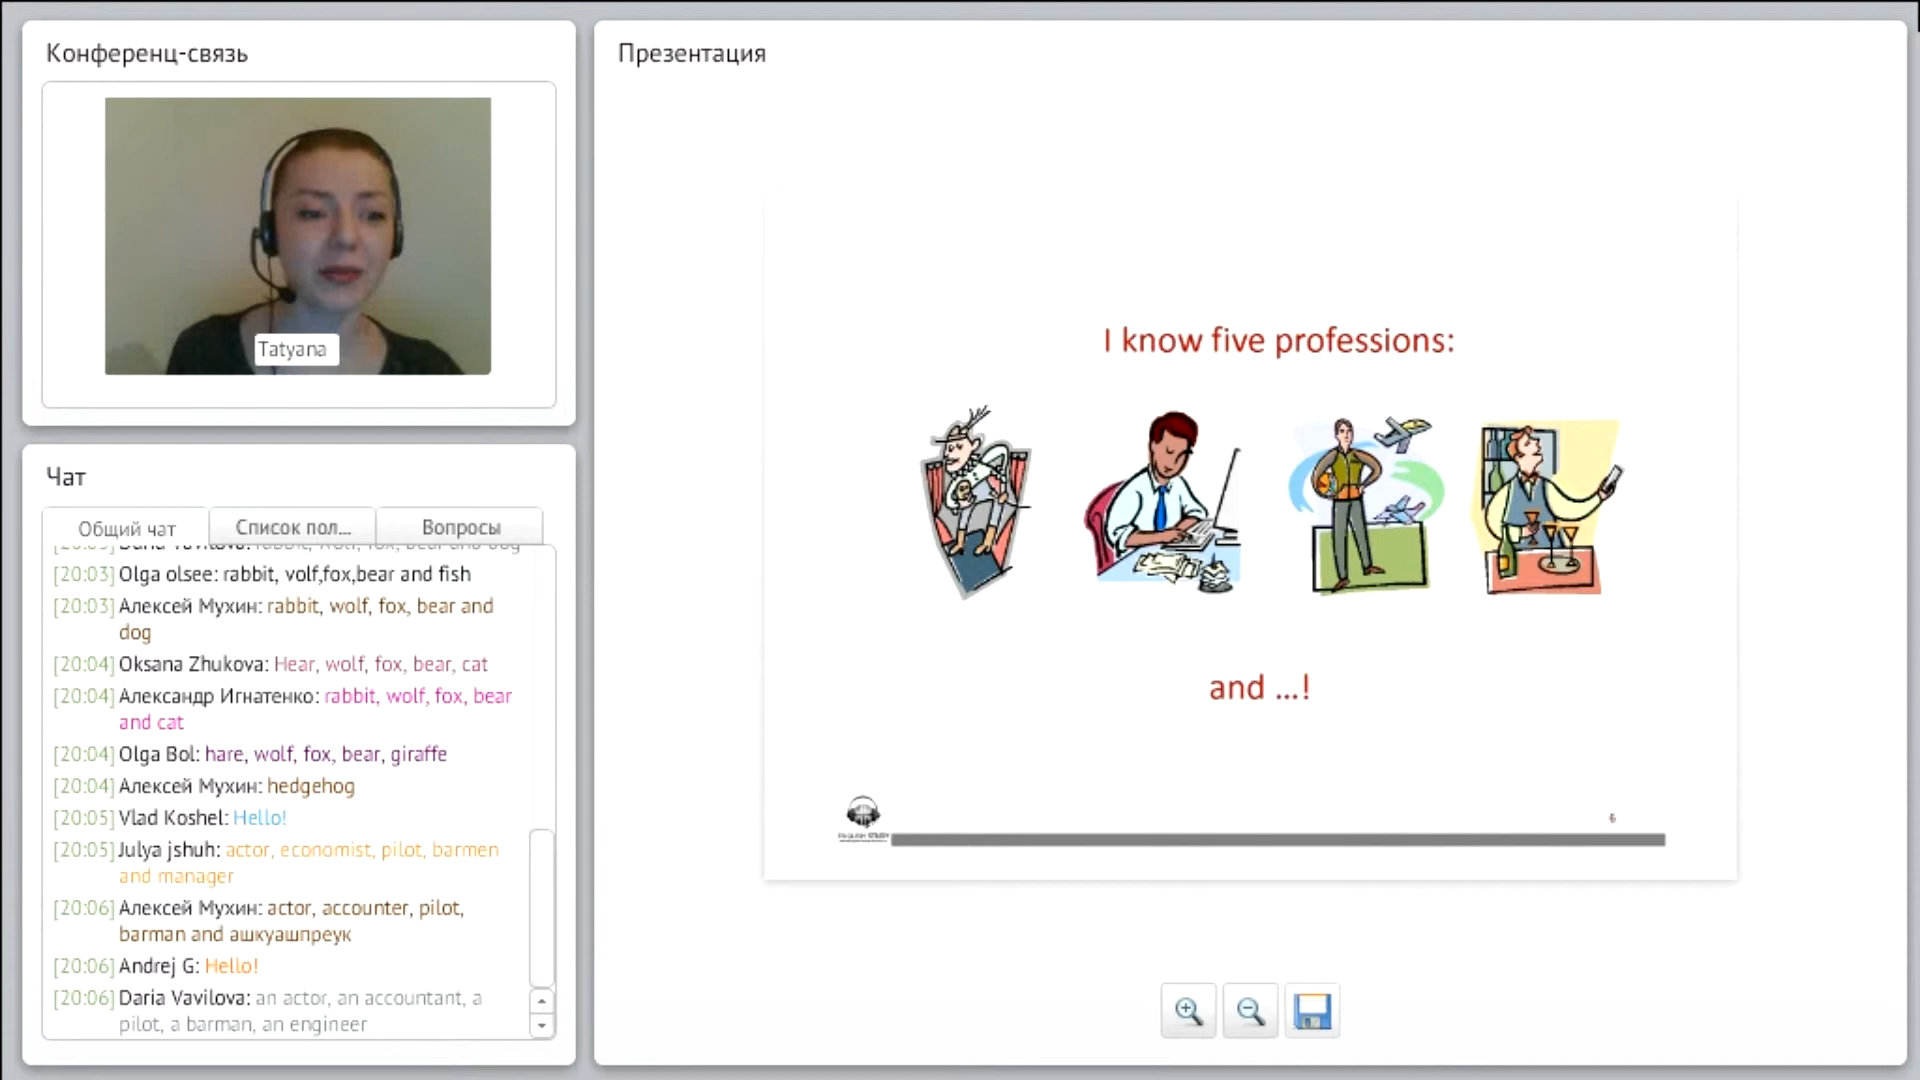 Конференц-связь
Tatyana
Чат
Общий чат
Список пол...
Вопросы
[20:03] Olga olsee: rabbit, volf,fox,bear and fish
[20:03] Алексей Мухин: rabbit, wolf, fox, bear and
dog
[20:04] Oksana Zhukova: Hear, wolf, fox, bear, cat
[20:04] Александр Игнатенко: rabbit, wolf, fox, bear
and cat
[20:04] Olga Bol: hare, wolf, fox, bear, giraffe
[20:04] Алексей Мухин: hedgehog
[20:05] Vlad Koshel: Hello!
[20:05] Julya jshuh: actor, economist, pilot, barmen
and manager
[20:06] Алексей Мухин: actor, accounter, pilot,
barman and ашкуашпреук
[20:06] Andrej G: Hello!
[20:06] Daria Vavilova: an actor, an accountant, a
pilot, a barman, an engineer
Презентация
I know five professions:
and ...!
ENGLISH STUDY
6